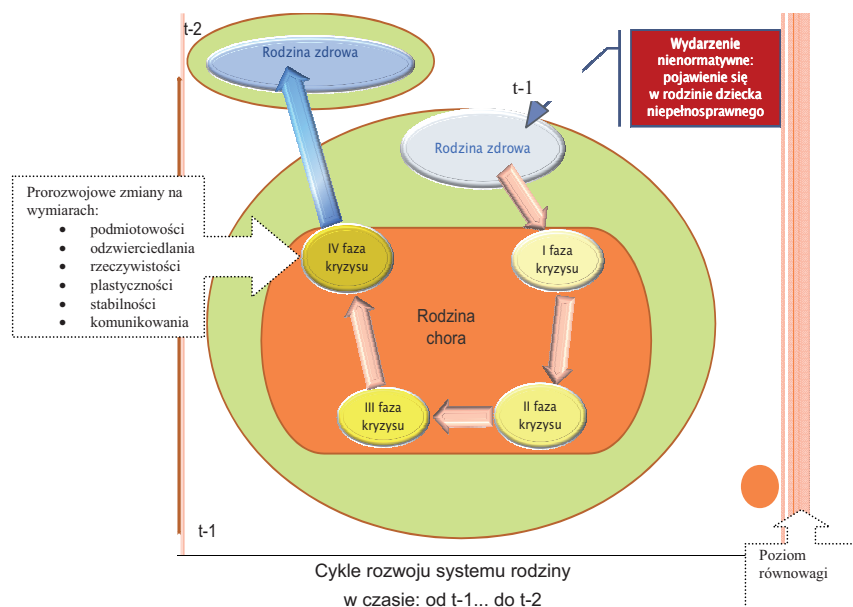 t-2
Rodzina zdrowa
Wydarzenie
nienormatywne:
pojawienie się
w rodzinie dziecka
niepełnosprawnego
t-1
Rodzina zdrowa
Prorozwojowe zmiany na
wymiarach:
• podmiotowości
• odzwierciedlania
• rzeczywistości
• plastyczności
• stabilności
• komunikowania
IV faza
kryzysu
I faza
kryzysu
Rodzina
chora
III faza
kryzysu
II faza
kryzysu
t-1
Poziom
równowagi
Cykle rozwoju systemu rodziny
w czasie: od t-1... do t-2